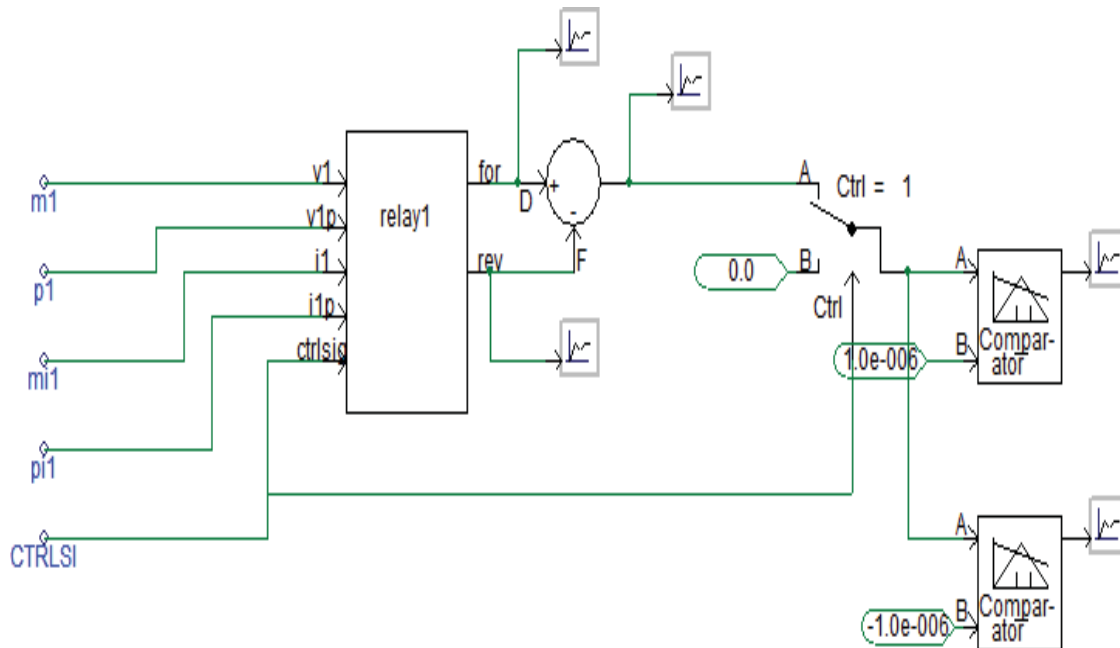 m1
p1
mi1
pi1
CTRLSI
v1
v1p
i1
i1p
ctrlsig
relay1
for
rev
D
+
-
F
A
Ctrl = 1
B
0.0
Ctrl
A
B
1.0e-006
Compar-
ator
A
B
-1.0e-006
Compar-
ator